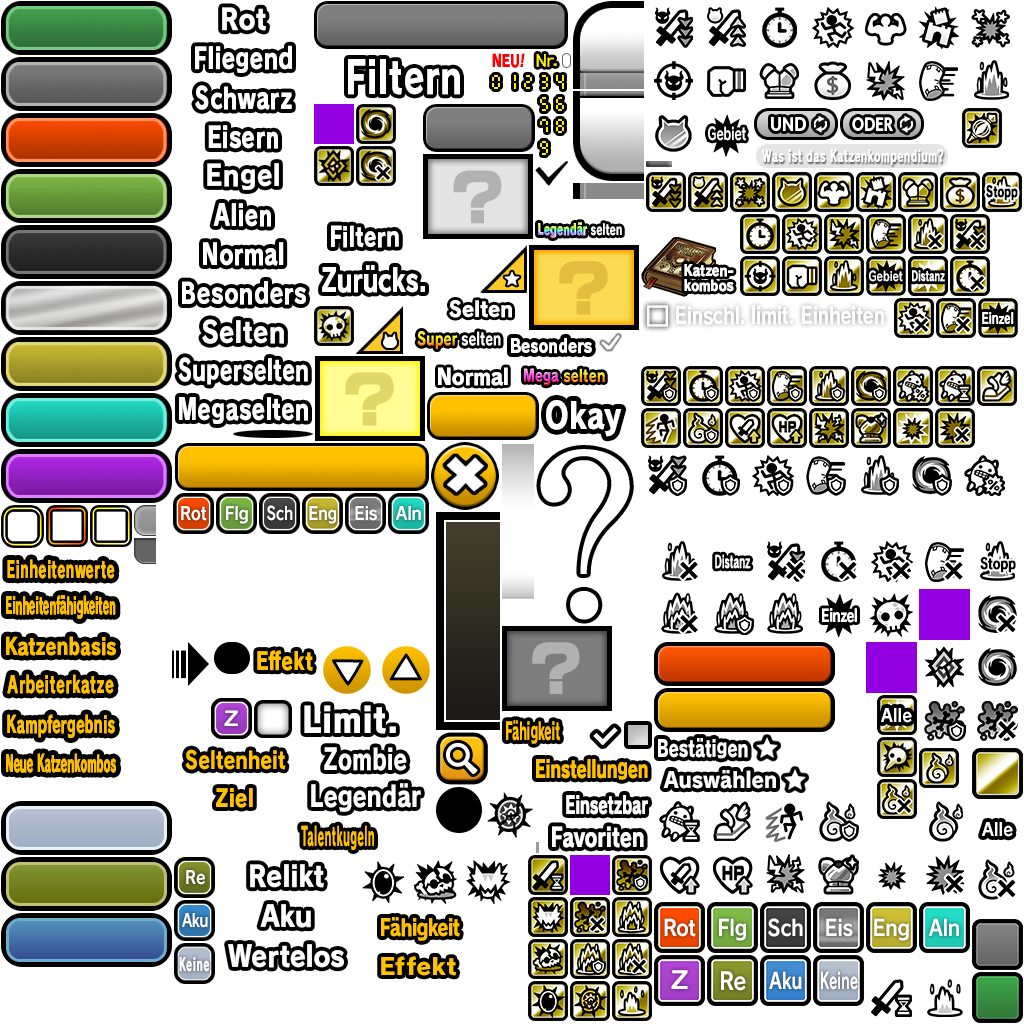 Rot
Fliegend
Schwarz
Eisern
Engel
Alien
Normal
Besonders
Selten
Superselten
Megaselten
Filtern
NEU!
Nr.
0 1 2 3 4
5 6
9 8
9
Filtern
Zurücks.
Legendär selten
Selten
Super selten
Besonders
Normal
Mega selten
Okay
Rot
Flg
Sch
Eng
Eis
Aln
$
Gebiet
UND
ODER
Was ist das Katzenkompendium?
$
Stopp
Katzen-
kombos
Gebiet
Distanz
Einschl. limit. Einheiten
Einzel
HP
Distanz
Stopp
Einzel
Einheitenwerte
Einheitenfähigkeiten
Katzenbasis
Arbeiterkatze
Kampfergebnis
Neue Katzenkombos
Effekt
Z
Limit.
Seltenheit
Zombie
Ziel
Legendär
Talentkugeln
Fähigkeit
Einstellungen
Einsetzbar
Favoriten
Bestätigen
Auswählen
Alle
Alle
HP
Re
Aku
Keine
Relikt
Aku
Wertelos
Fähigkeit
Effekt
Rot
Flg
Sch
Eis
Eng
Aln
Z
Re
Aku
Keine